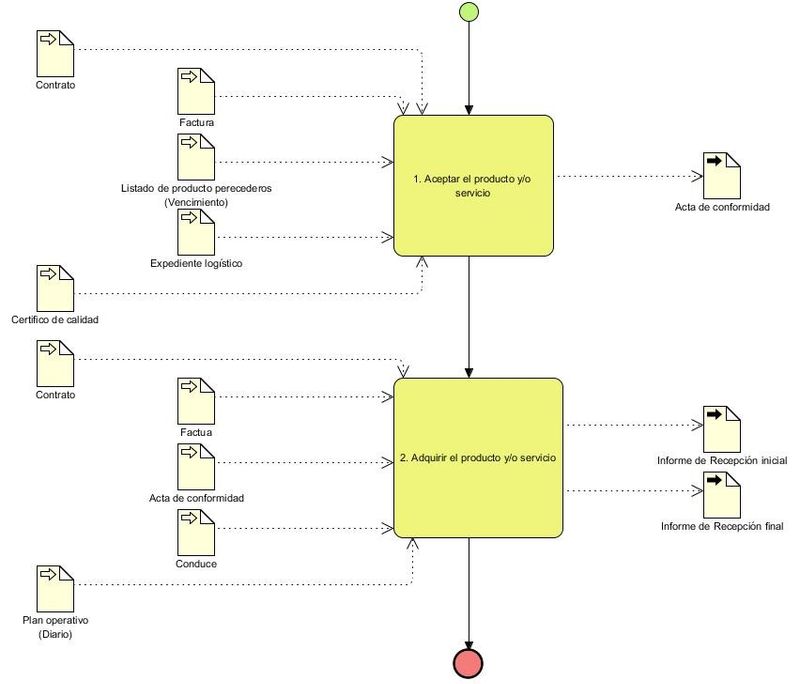 Contrato
Factura
Listado de producto perecederos
(Vencimiento)
Expediente logístico
Certifico de calidad
1. Aceptar el producto y/o
servicio
Acta de conformidad
Contrato
Factua
Acta de conformidad
Conduce
Plan operativo
(Diario)
2. Adquirir el producto y/o servicio
Informe de Recepción inicial
Informe de Recepción final